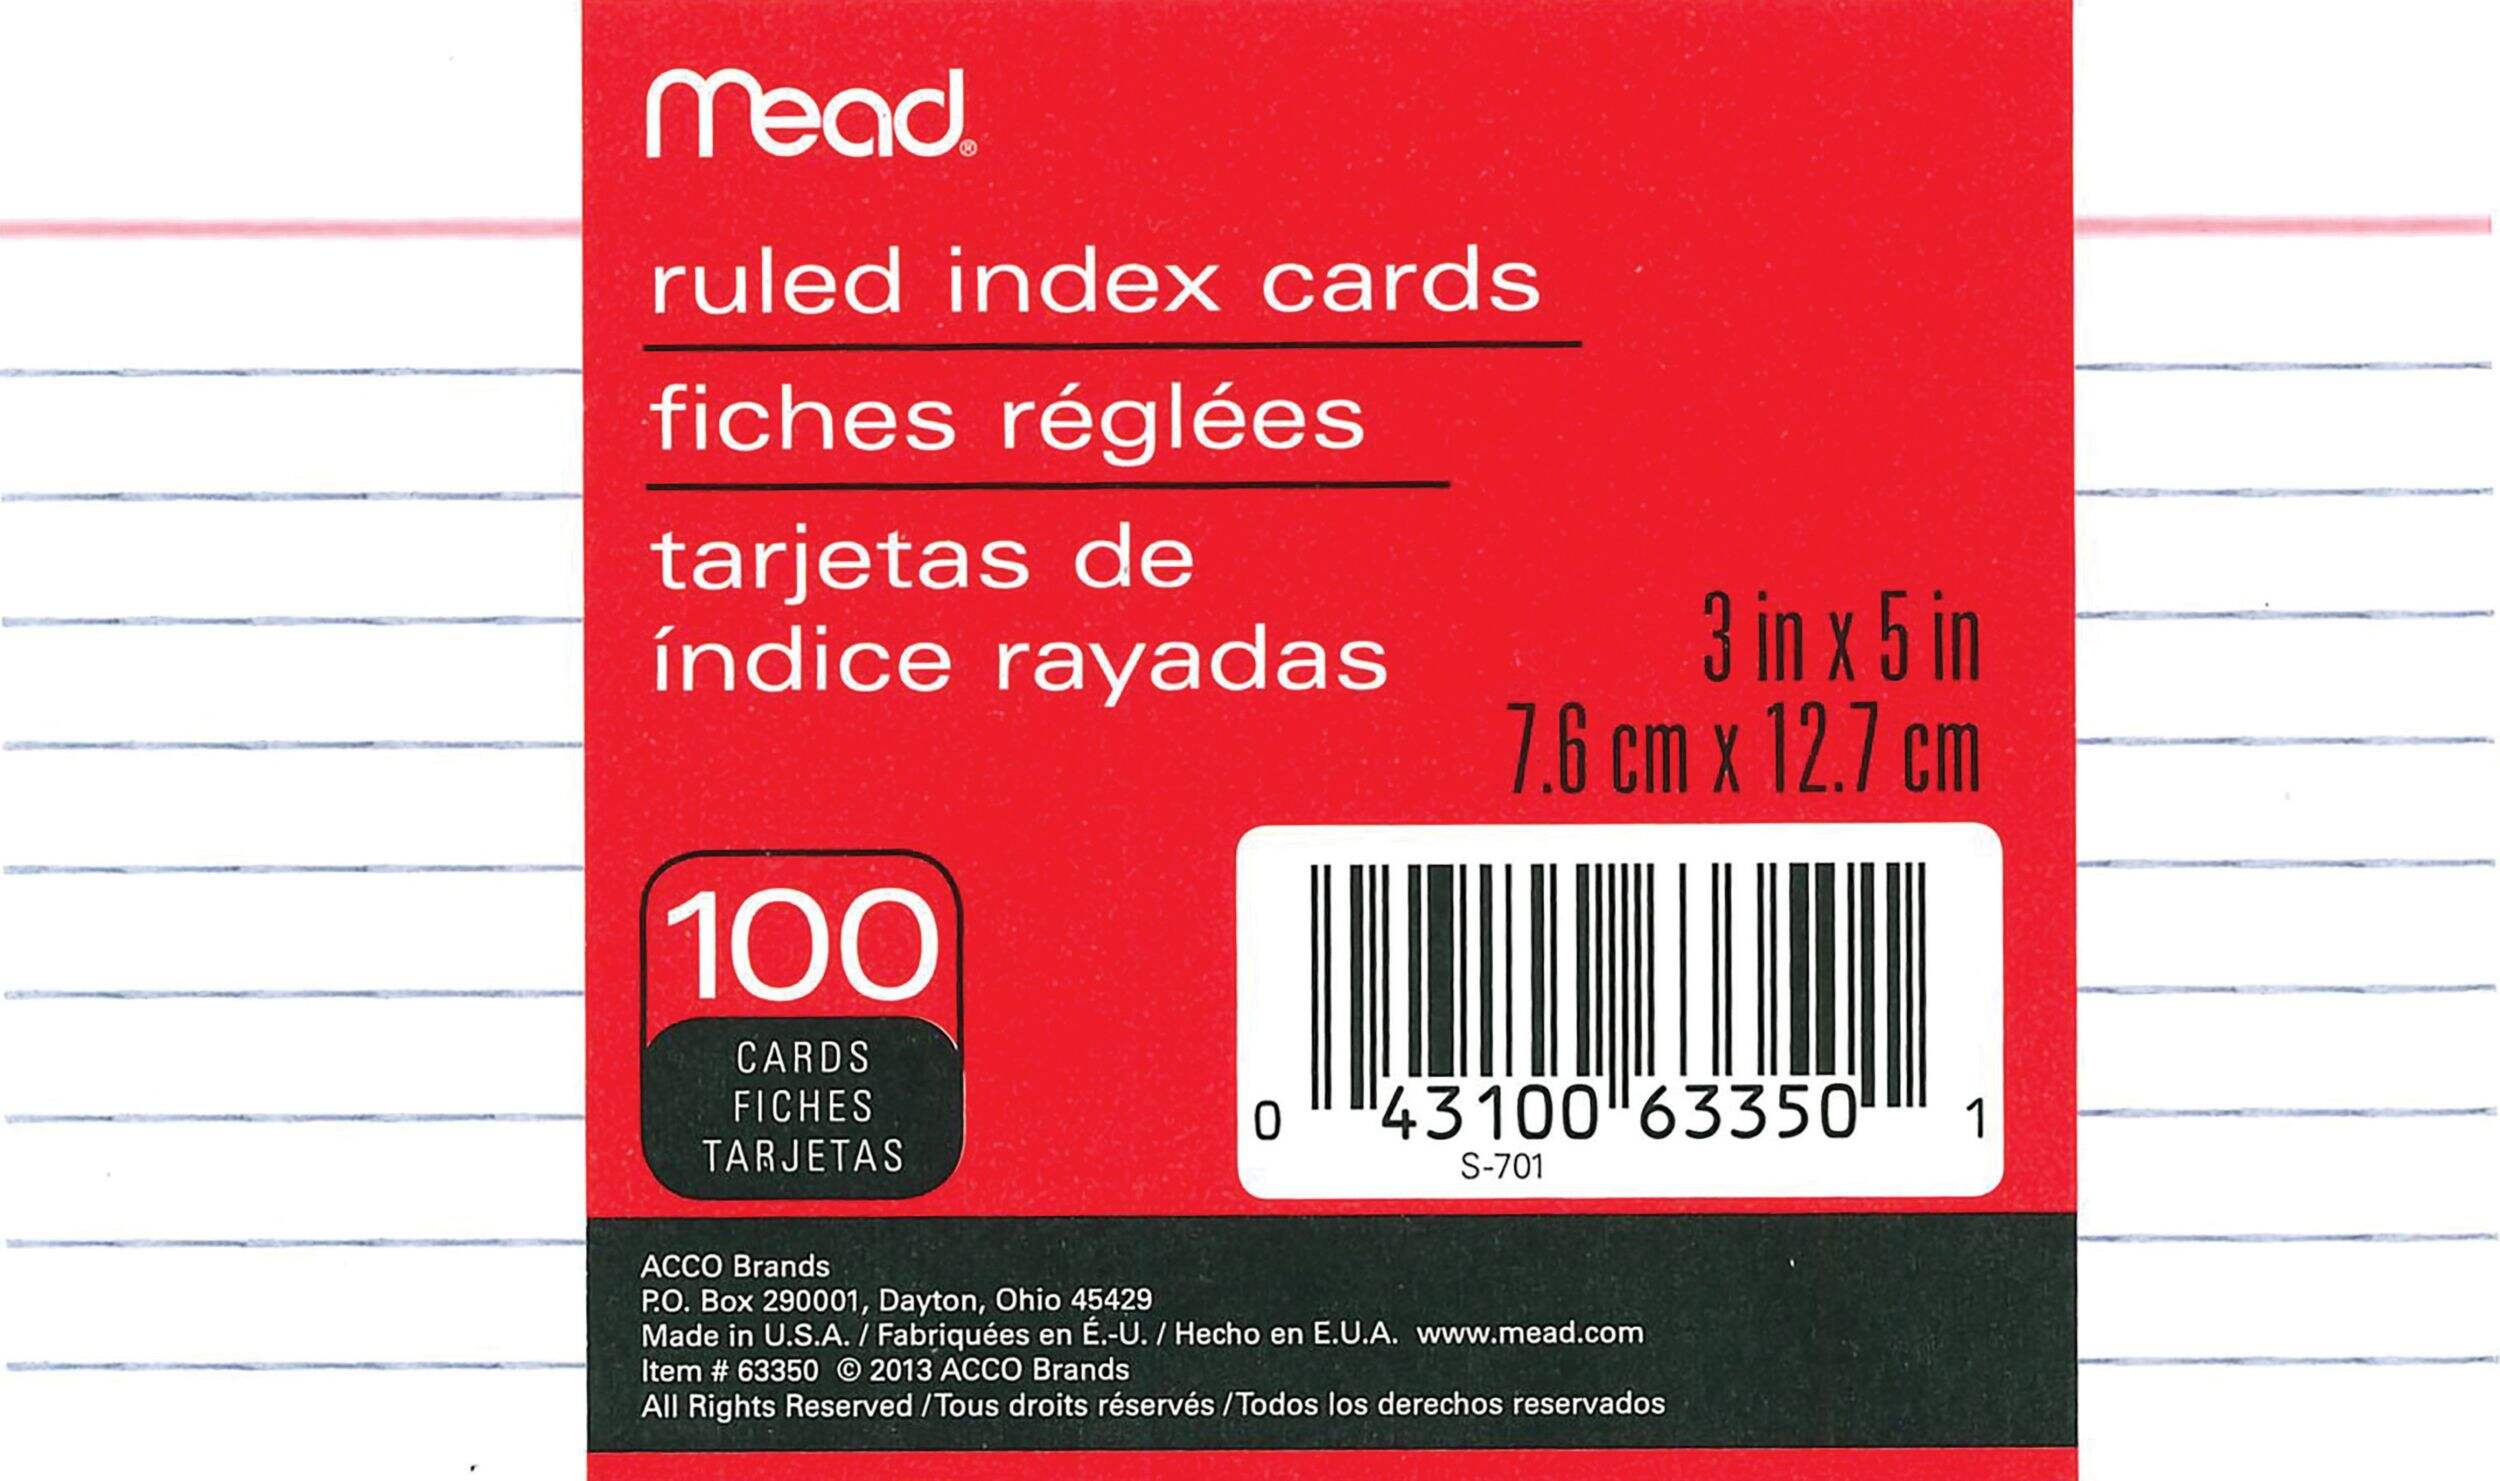 mead®
ruled index cards
fiches réglées
tarjetas de
índice rayadas
3 in x 5 in
7.6 cm x 12.7 cm
100
CARDS
FICHES
TARJETAS
0 43100 63350 1
S-701
ACCO Brands
P.O. Box 290001, Dayton, Ohio 45429
Made in U.S.A. / Fabriquées en É.-U. / Hecho en E.U.A. www.mead.com
Item # 63350 © 2013 ACCO Brands
All Rights Reserved / Tous droits réservés / Todos los derechos reservados